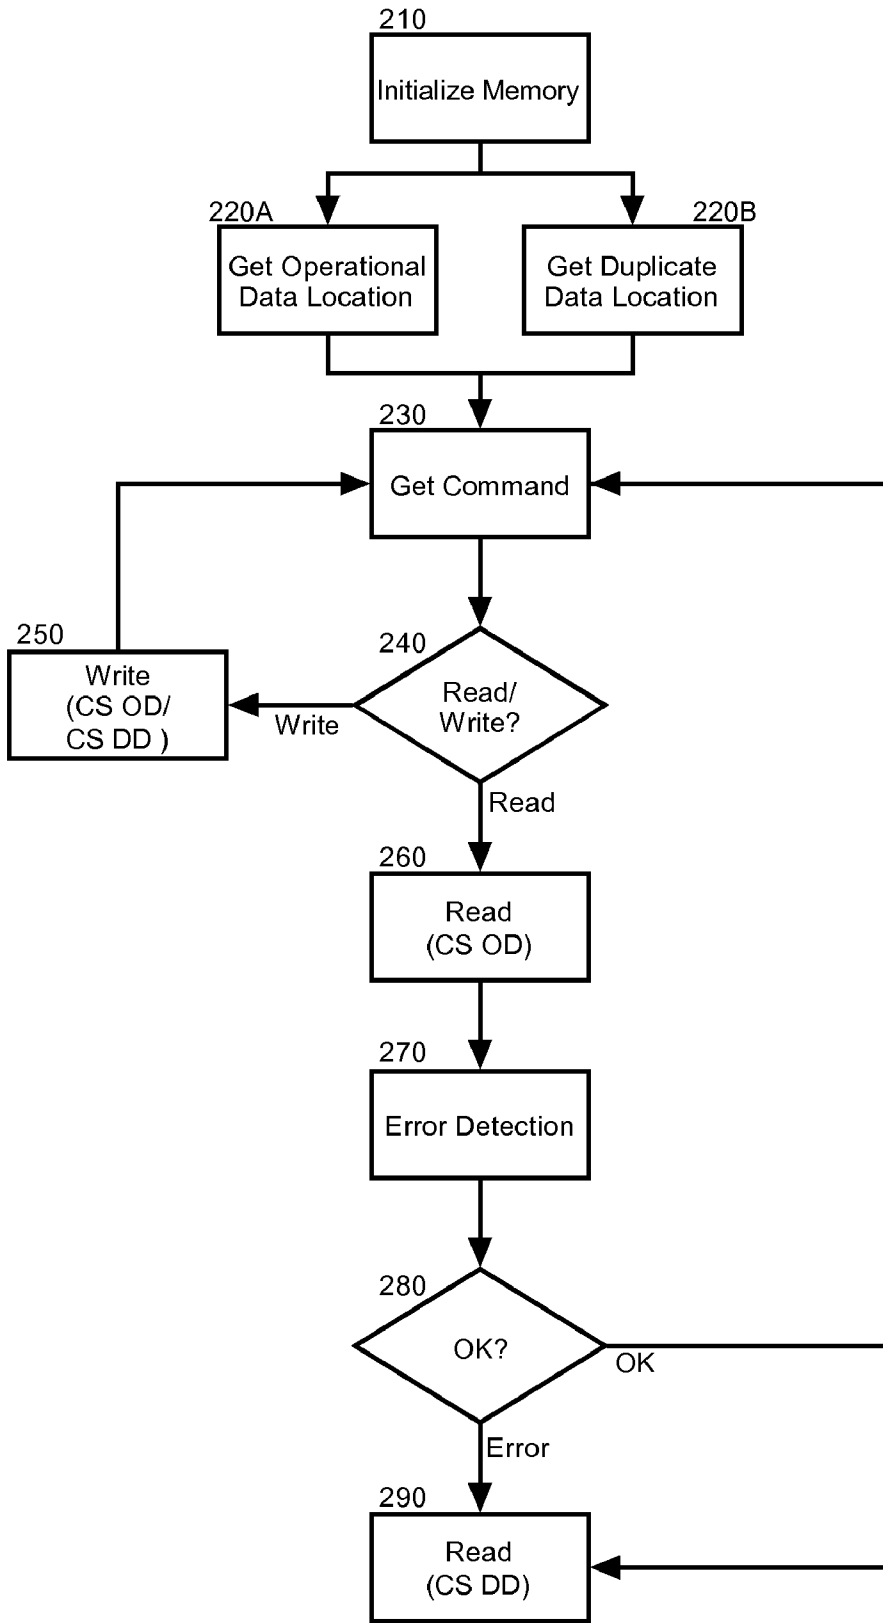 210
Initialize Memory
220A
220B
Get Operational
Data Location
Get Duplicate
Data Location
230
Get Command
250
Write
(CS OD/
CS DD )
240
Read/
Write?
Write
Read
260
Read
(CS OD)
270
Error Detection
280
OK?
OK
Error
290
Read
(CS DD)